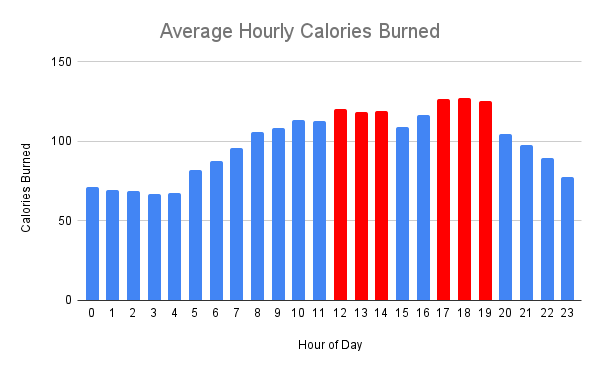 Average Hourly Calories Burned
150
100
50
0
Calories Burned
0 1 2 3 4 5 6 7 8 9 10 11 12 13 14 15 16 17 18 19 20 21 22 23
Hour of Day